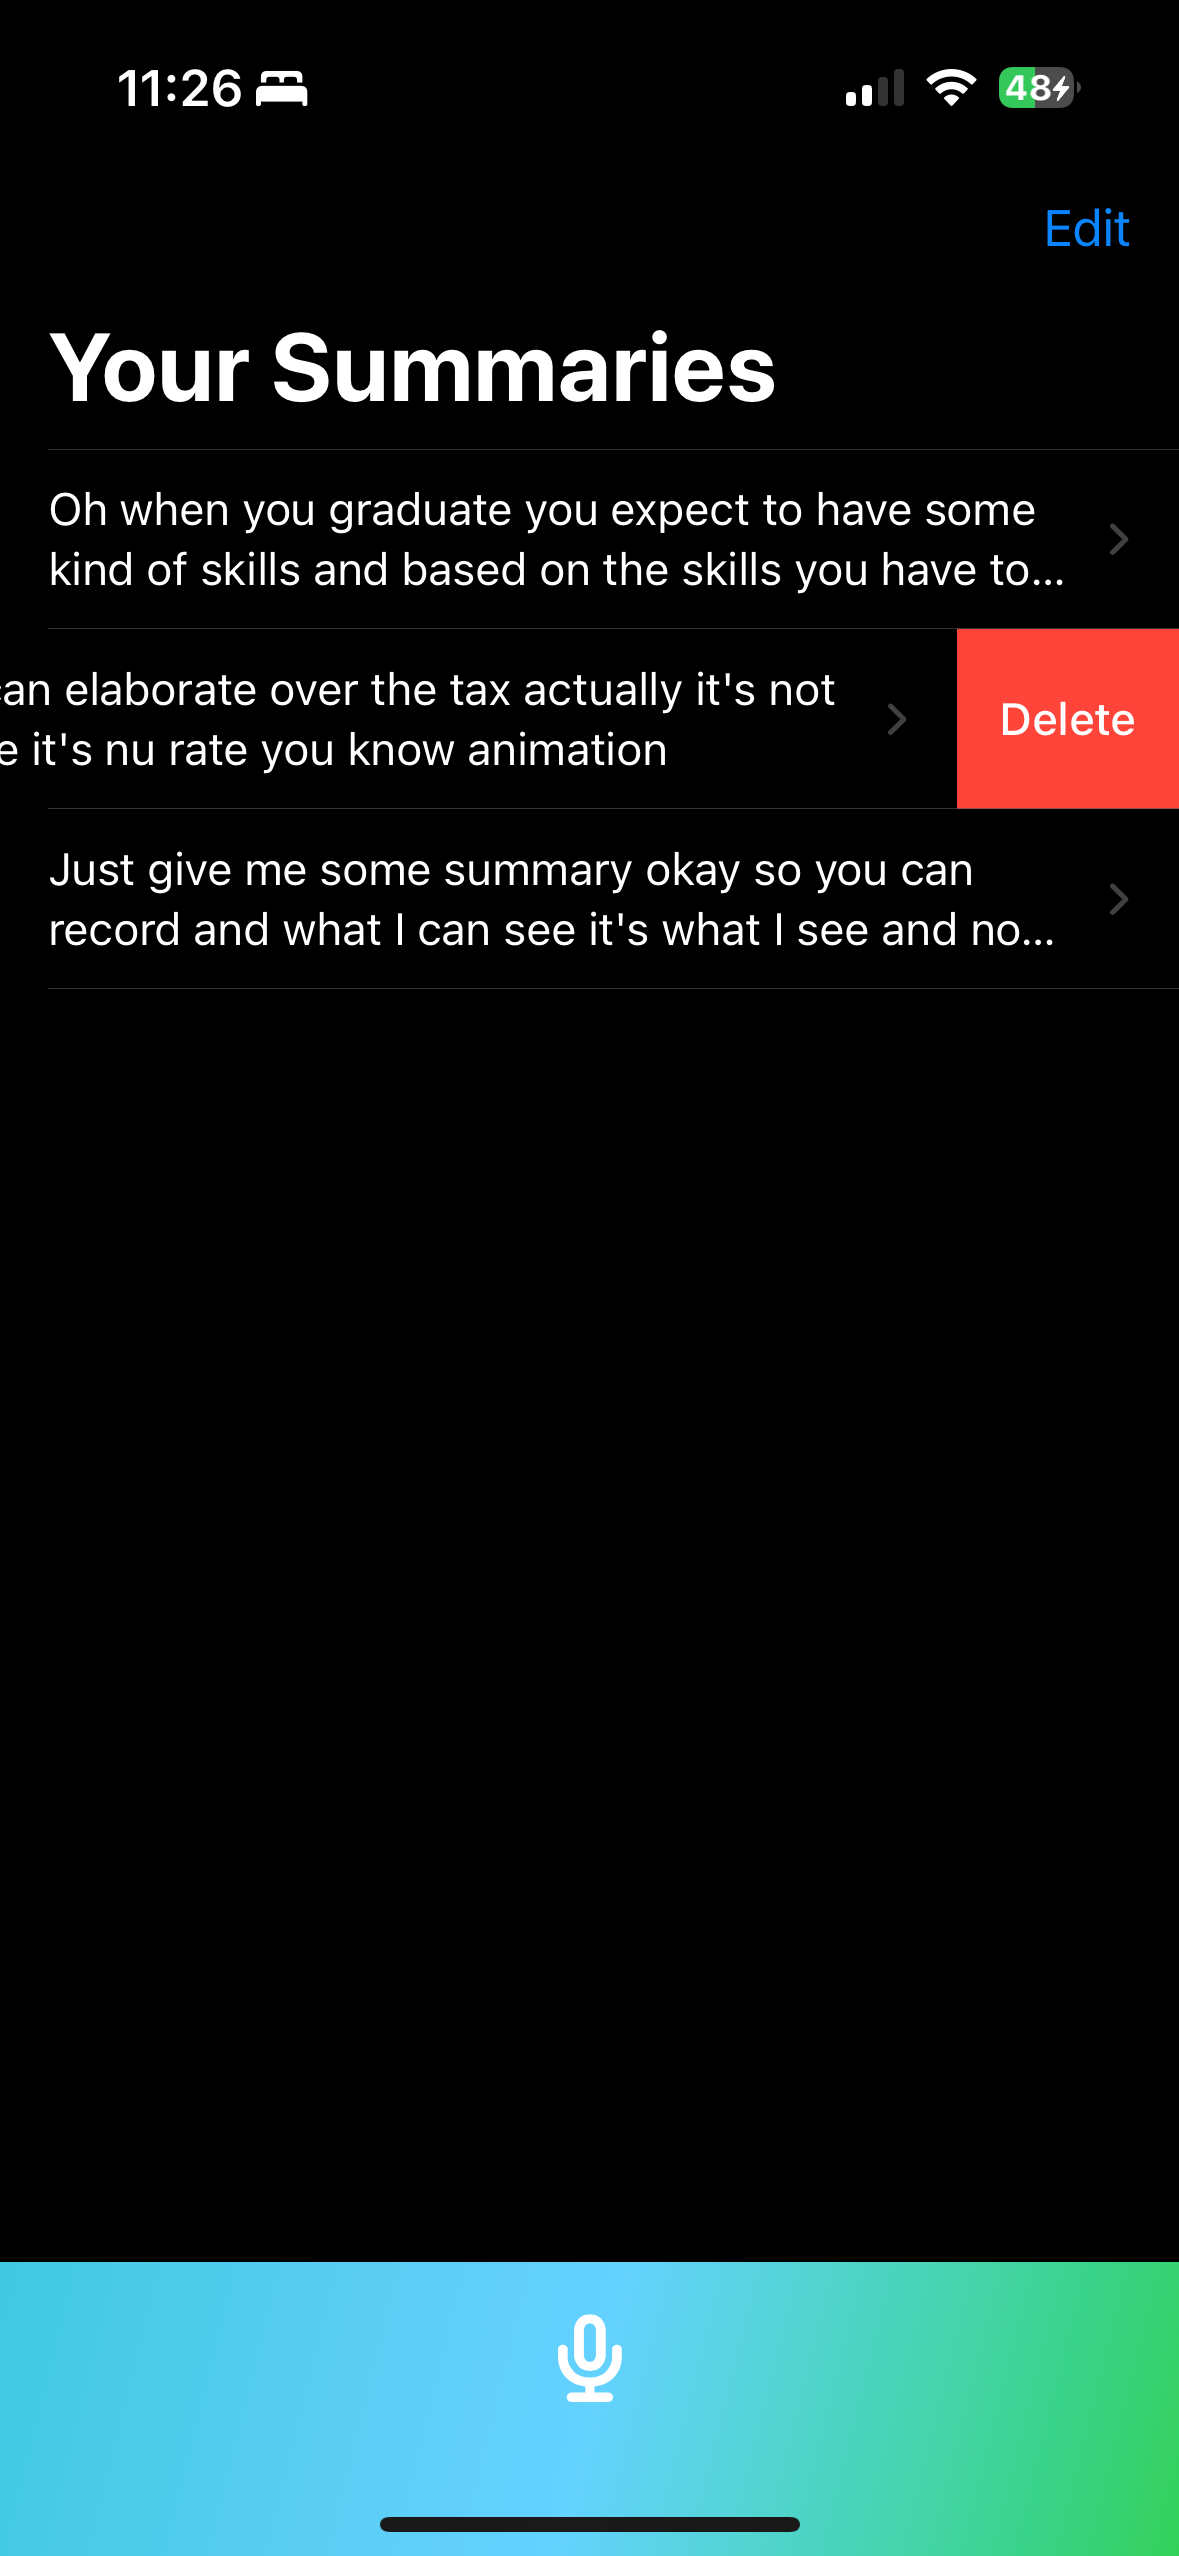 11:26
48
Edit
Your Summaries
Oh when you graduate you expect to have some
kind of skills and based on the skills you have to...
elaborate over the tax actually it's not
it's nu rate you know animation
Delete
Just give me some summary okay so you can
record and what I can see it's what I see and no...